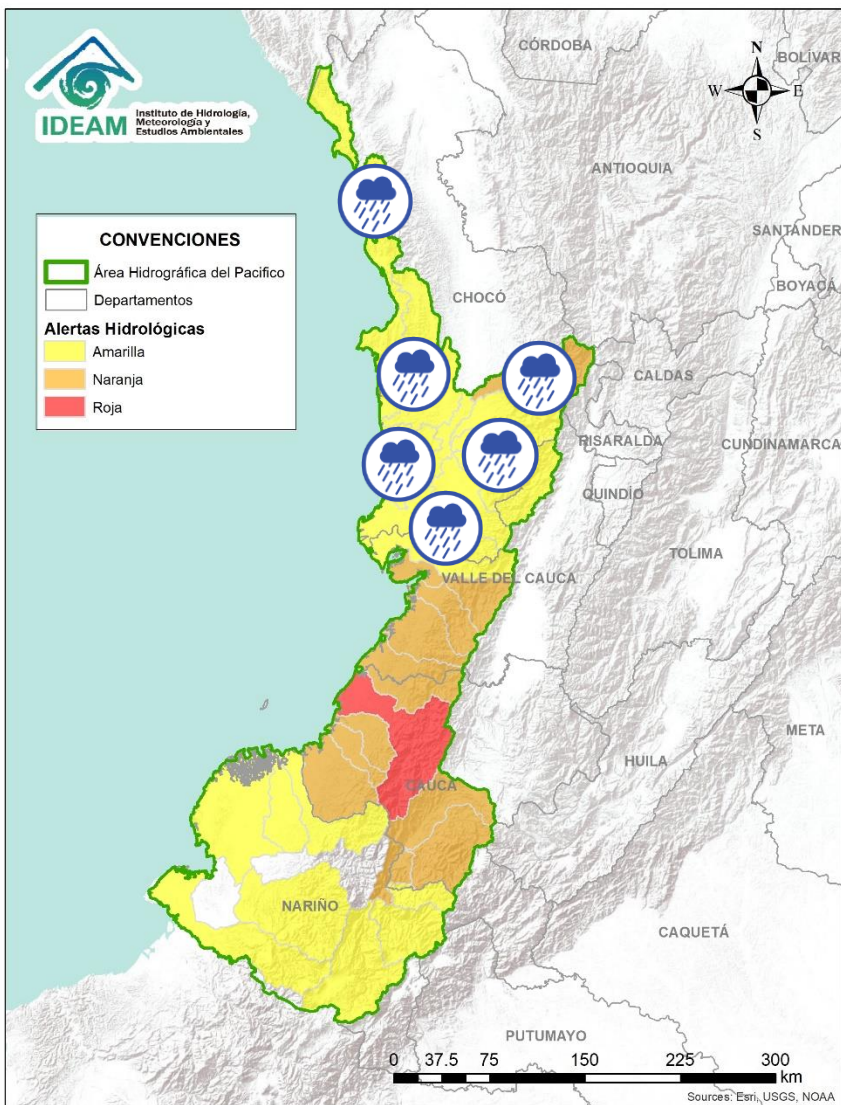 IDEAM
Instituto de Hidrología,
Meteorología y
Estudios Ambientales
CÓRDOBA
BOLÍVAR
N
W
E
S
ANTIOQUIA
SANTANDER
BOYACÁ
CONVENCIONES
Área Hidrográfica del Pacifico
Departamentos
Alertas Hidrológicas
Amarilla
Naranja
Roja
CHOCÓ
CALDAS
RISARALDA
CUNDINAMARCA
QUINDÍO
TOLIMA
VALLE DEL CAUCA
META
HUILA
CAUCA
NARIÑO
CAQUETÁ
PUTUMAYO
0 37.5 75 150 225 300
km
Sources: Esri, USGS, NOAA